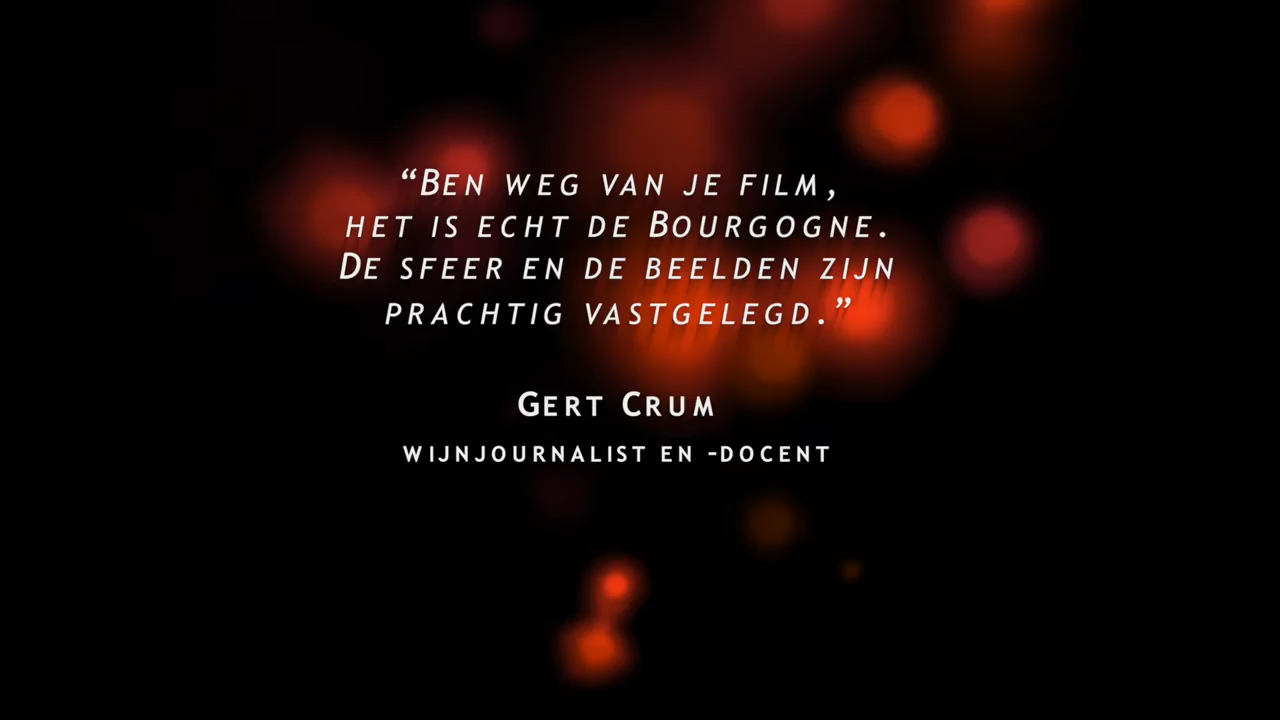 “Ben weg van je film,
het is echt de Bourgogne.
De sfeer en de beelden zijn
prachtig vastgelegd.”
Gert Crum
wijnjournalist en -docent